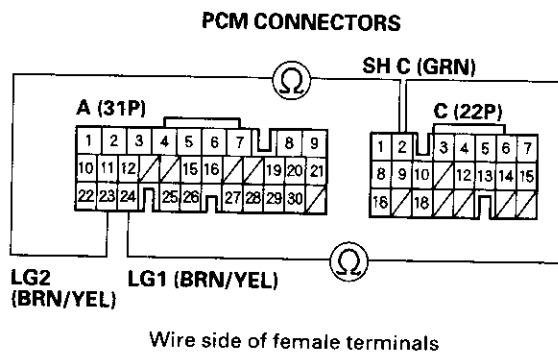 PCM CONNECTORS
Ω
SH C (GRN)
A (31P)
C (22P)
1 2 3 4 5 6 7 8 9
10 11 12 15 16 19 20 21
22 23 24 25 26 27 28 29 30
1 2 3 4 5 6 7
8 9 10 12 13 14 15
16 18
Ω
LG2
(BRN/YEL)
LG1 (BRN/YEL)
Wire side of female terminals